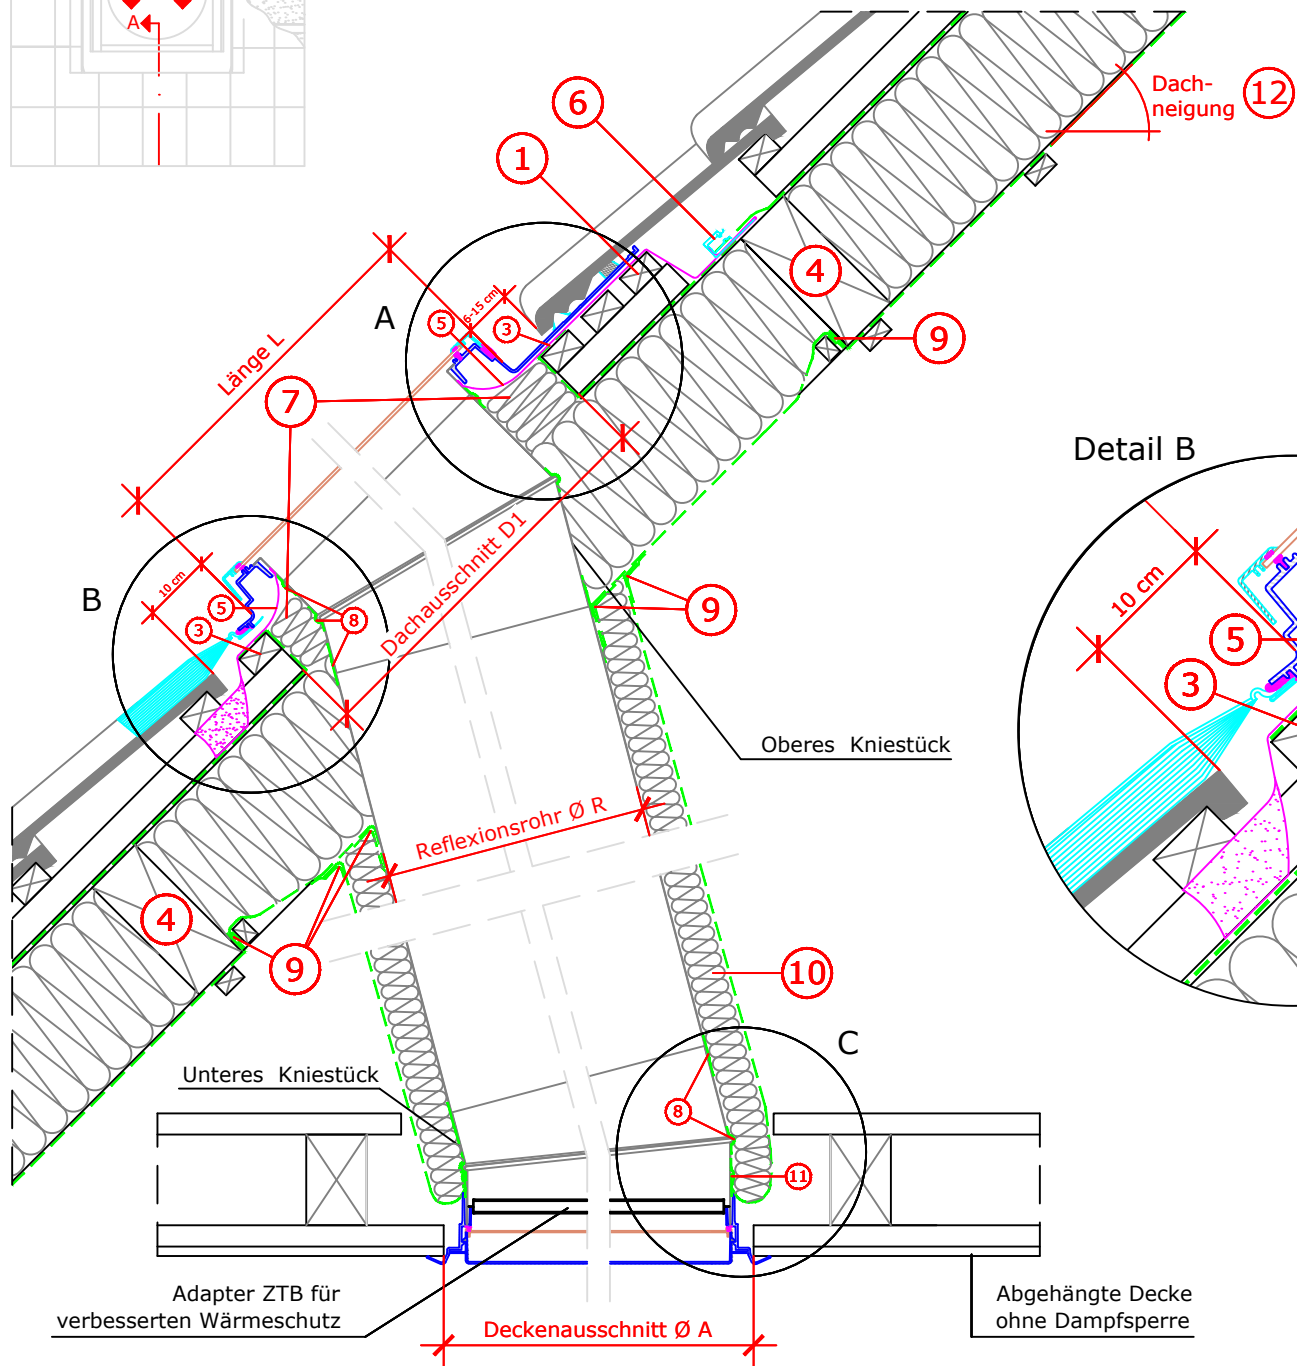 A
Dach-
neigung
12
6
1
4
A
5
6-15 cm
3
9
Länge L
7
Detail B
10 cm
5
3
B
10 cm
5
3
8
Dachausschnitt D1
9
Oberes Kniestück
Reflexionsrohr Ø R
4
9
10
C
Unteres Kniestück
8
11
Adapter ZTB für
verbesserten Wärmeschutz
Deckenausschnitt Ø A
Abgehängte Decke
ohne Dampfsperre